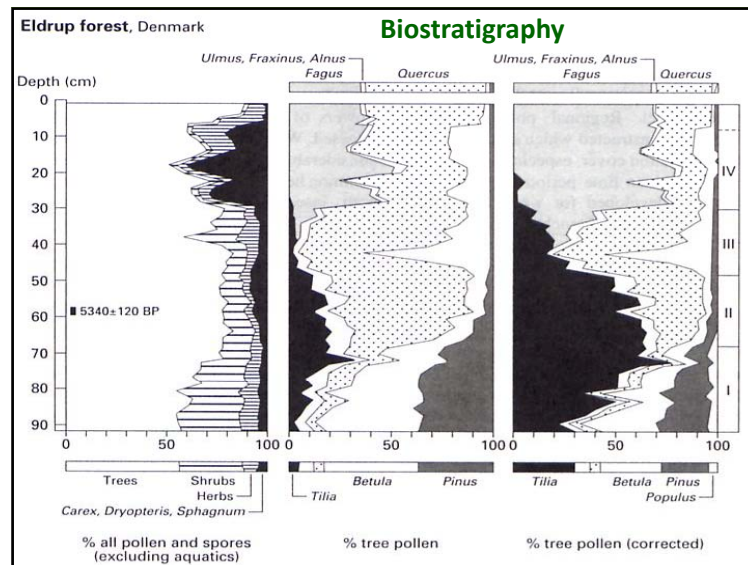 Eldrup forest, Denmark
Biostratigraphy
Ulmus, Fraxinus, Alnus
Fagus Quercus
Ulmus, Fraxinus, Alnus
Fagus Quercus
Depth (cm)
0
10
20
30
40
50
60
70
80
90
5340±120 BP
IV
III
II
I
0 50 100
0 50 100
0 50 100
Trees Shrubs
Herbs
Carex, Dryopteris, Sphagnum
Betula Pinus
Tilia
Tilia Betula Pinus
Populus
% all pollen and spores
(excluding aquatics)
% tree pollen
% tree pollen (corrected)